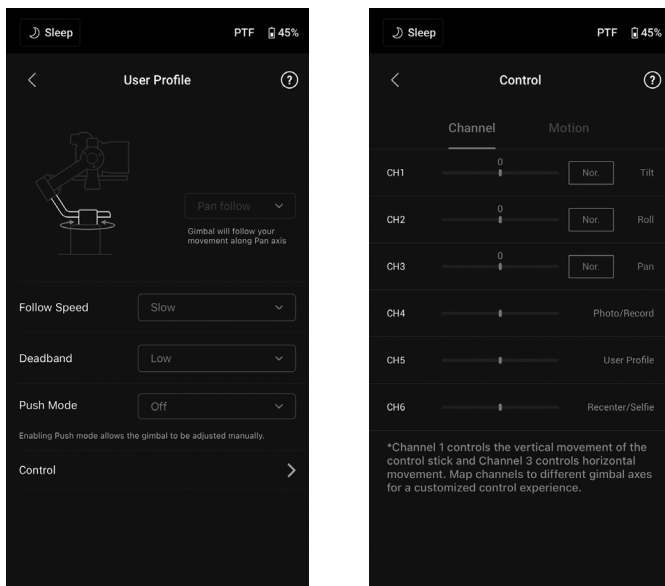 Sleep PTF 45%
User Profile ?
Pan follow
Gimbal will follow your
movement along Pan axis
Follow Speed Slow
Deadband Low
Push Mode Off
Enabling Push mode allows the gimbal to be adjusted manually.
Control
Sleep PTF 45%
Control ?
Channel Motion
CH1 0 Nor. Tilt
CH2 0 Nor. Roll
CH3 0 Nor. Pan
CH4 Photo/Record
CH5 User Profile
CH6 Recenter/Selfie
*Channel 1 controls the vertical movement of the
control stick and Channel 3 controls horizontal
movement. Map channels to different gimbal axes
for a customized control experience.